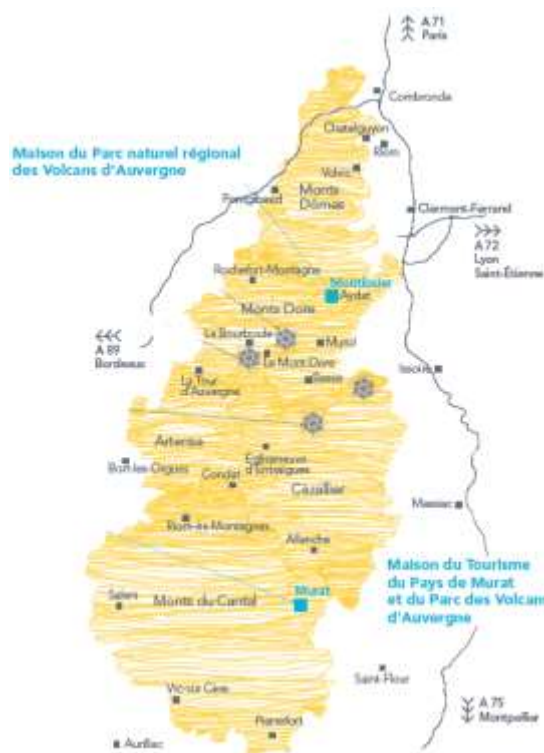 A 71
Paris
Combronde
Chatelguyon
Riom
Volvic
Maison du Parc naturel régional
des Volcans d'Auvergne
Pontgibaud
Monts
Dômes
Clermont-Ferrand
A 72
Lyon
Saint-Étienne
Rochefort-Montagne
Montlosier
Aydat
Monts Dore
La Bourboule
Murol
A 89
Bordeaux
Le Mont Dore
Besse
Issoire
La Tour
d'Auvergne
Artense
Bort-les-Orgues
Égliseneuve
d'Entraigues
Condat
Cézallier
Massiac
Riom-ès-Montagnes
Allanche
Maison du Tourisme
du Pays de Murat
et du Parc des Volcans
d'Auvergne
Murat
Salers
Monts du Cantal
Saint-Flour
Vic-sur-Cère
A 75
Montpellier
Pierrefort
Aurillac